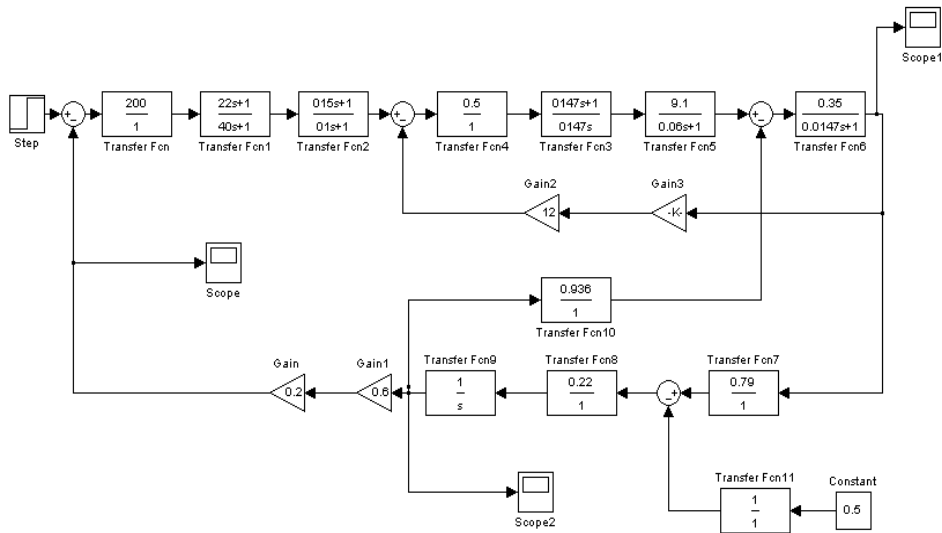 Scope1
Step
200
1
Transfer Fcn
22s+1
40s+1
Transfer Fcn1
015s+1
01s+1
Transfer Fcn2
0.5
1
Transfer Fcn4
0147s+1
0147s
Transfer Fcn3
9.1
0.06s+1
Transfer Fcn5
0.35
0.0147s+1
Transfer Fcn6
Gain2
12
Gain3
-K-
Scope
0.936
1
Transfer Fcn10
Gain
0.2
Gain1
0.6
Transfer Fcn9
1
s
Transfer Fcn8
0.22
1
Transfer Fcn7
0.79
1
Scope2
Transfer Fcn11
1
1
Constant
0.5